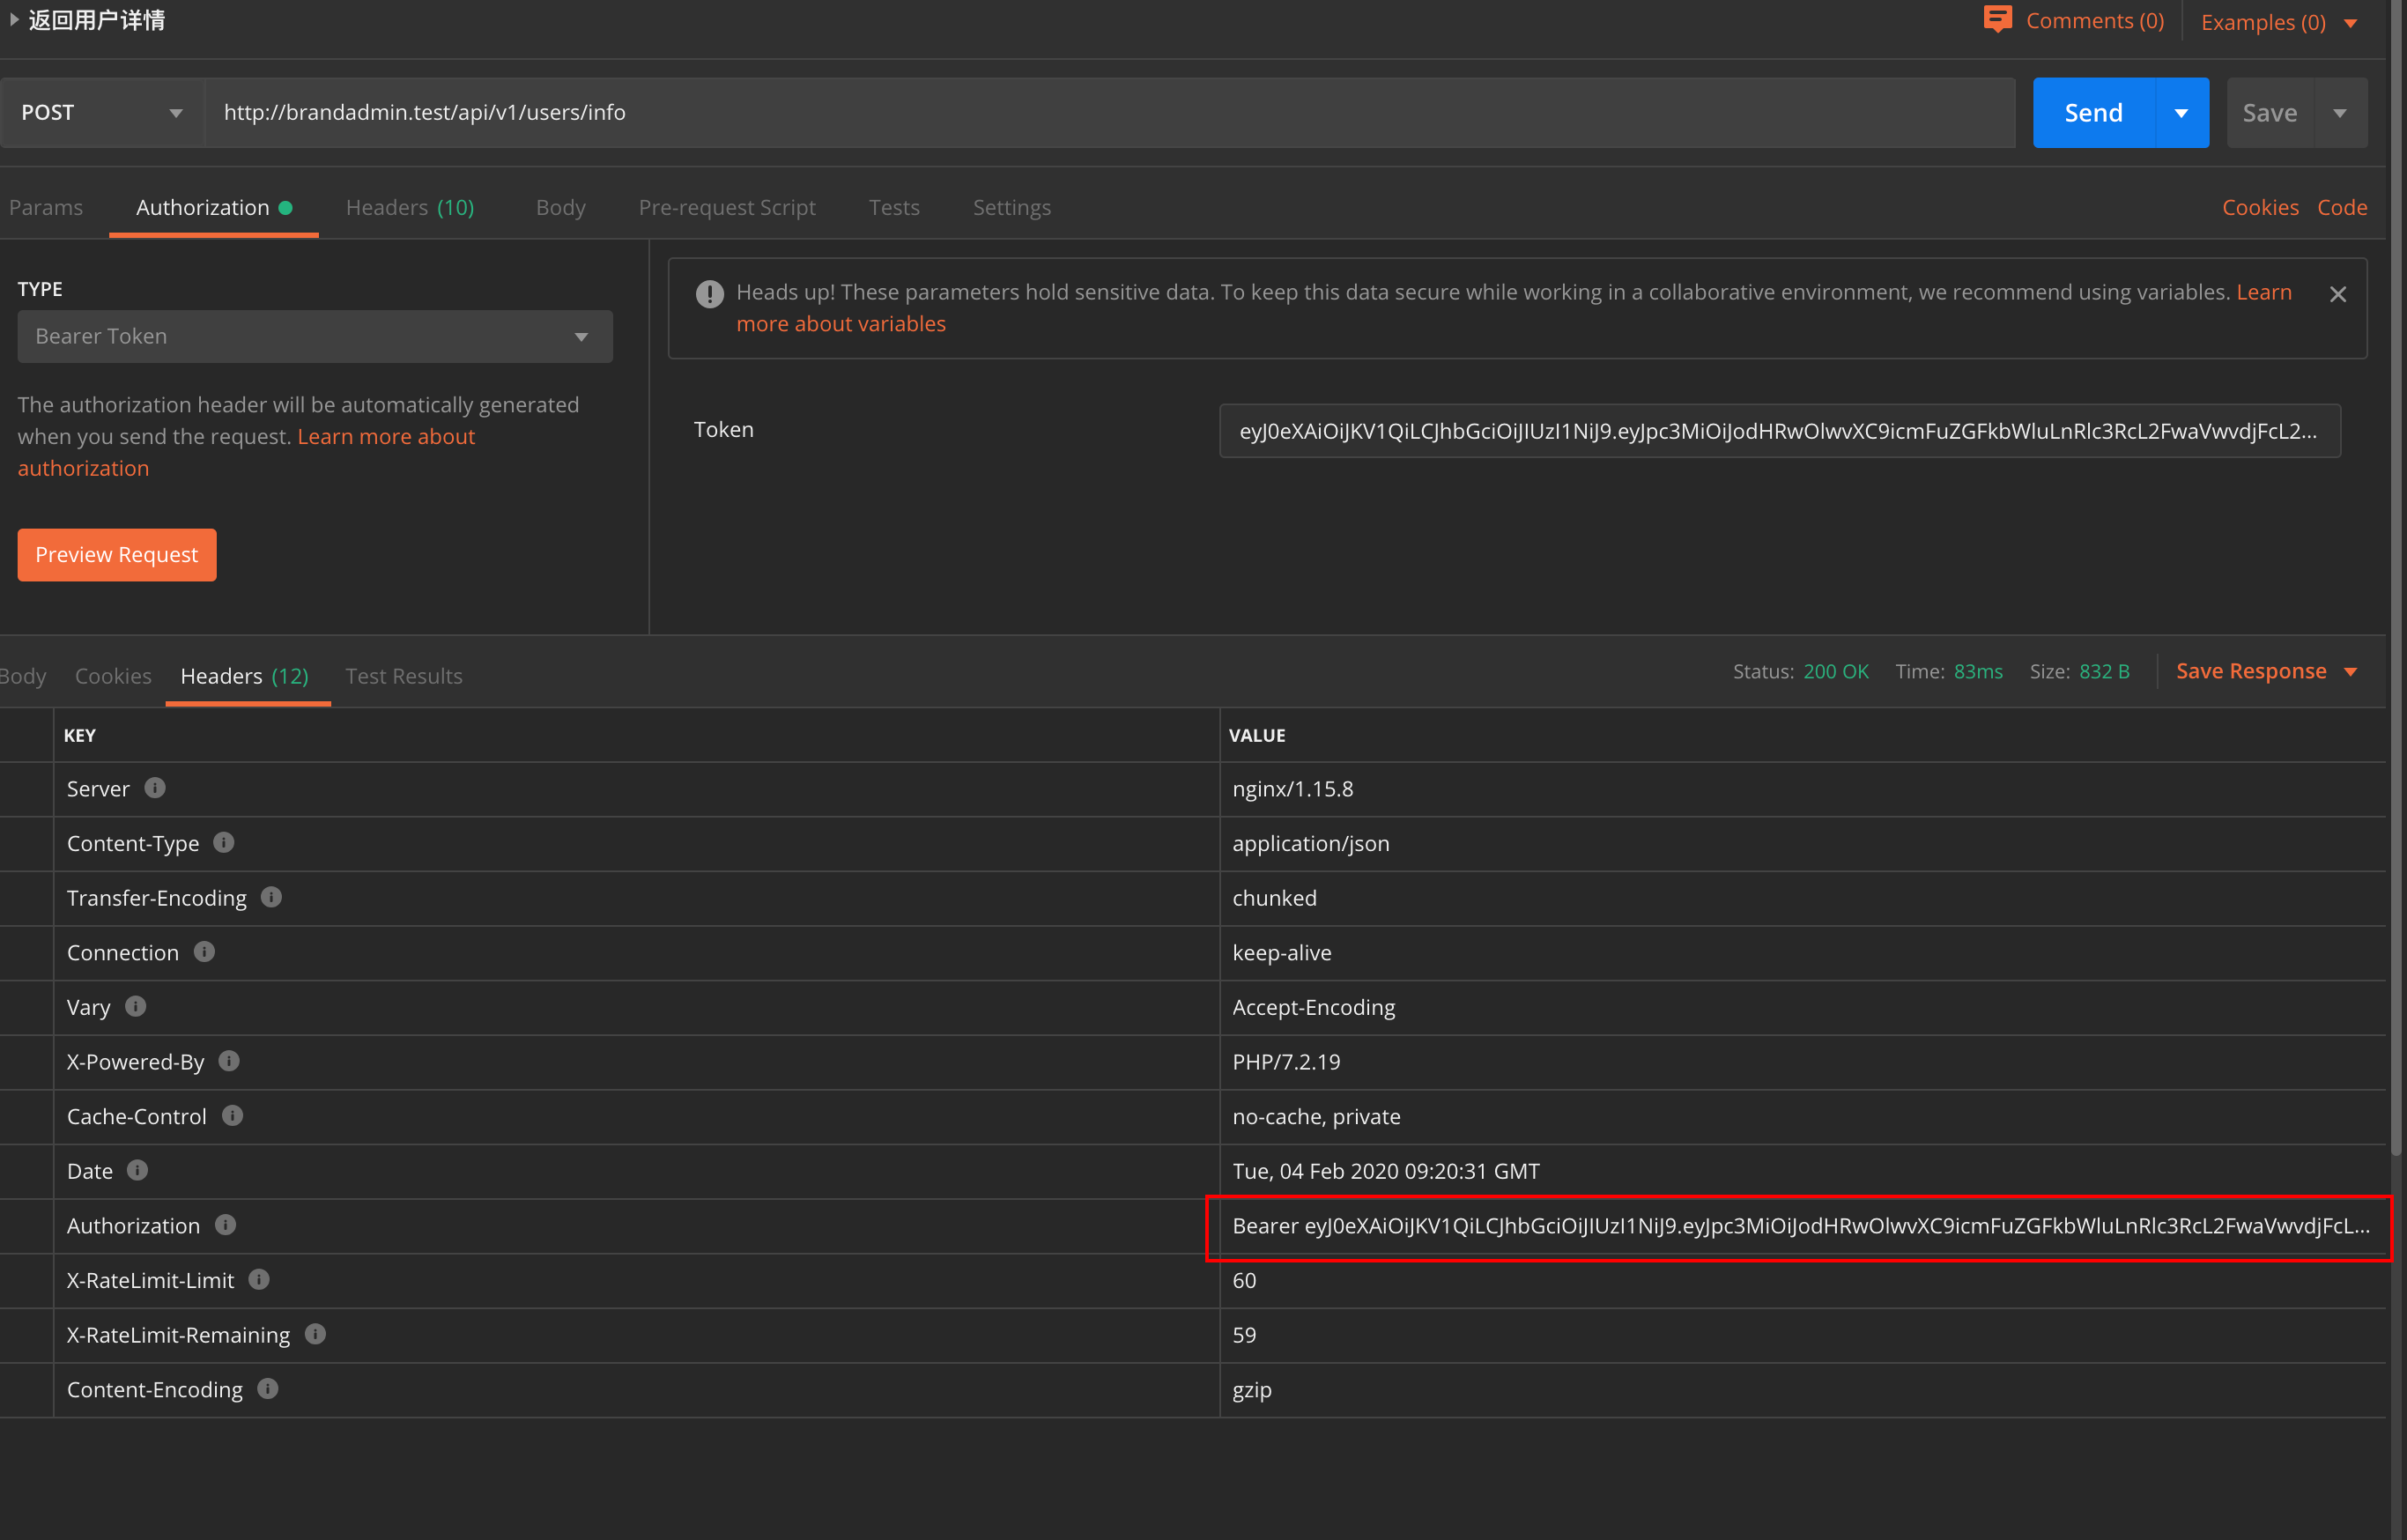 返回用户详情
Comments (0) Examples (0)
POST http://brandadmin.test/api/v1/users/info Send Save
Params Authorization Headers (10) Body Pre-request Script Tests Settings Cookies Code
TYPE
Bearer Token
The authorization header will be automatically generated
when you send the request. Learn more about
authorization
Preview Request
Heads up! These parameters hold sensitive data. To keep this data secure while working in a collaborative environment, we recommend using variables. Learn
more about variables
Token eyJ0eXAiOiJKV1QiLCJhbGciOiJIUzI1NiJ9.eyJpc3MiOiJodHRwOlwvXC9icmFuZGFkbWluLnRlc3RcL2FwaVwvdjFcL2...
Body Cookies Headers (12) Test Results Status: 200 OK Time: 83ms Size: 832 B Save Response
KEY VALUE
Server nginx/1.15.8
Content-Type application/json
Transfer-Encoding chunked
Connection keep-alive
Vary Accept-Encoding
X-Powered-By PHP/7.2.19
Cache-Control no-cache, private
Date Tue, 04 Feb 2020 09:20:31 GMT
Authorization Bearer eyJ0eXAiOiJKV1QiLCJhbGciOiJIUzI1NiJ9.eyJpc3MiOiJodHRwOlwvXC9icmFuZGFkbWluLnRlc3RcL2FwaVwvdjFcL...
X-RateLimit-Limit 60
X-RateLimit-Remaining 59
Content-Encoding gzip